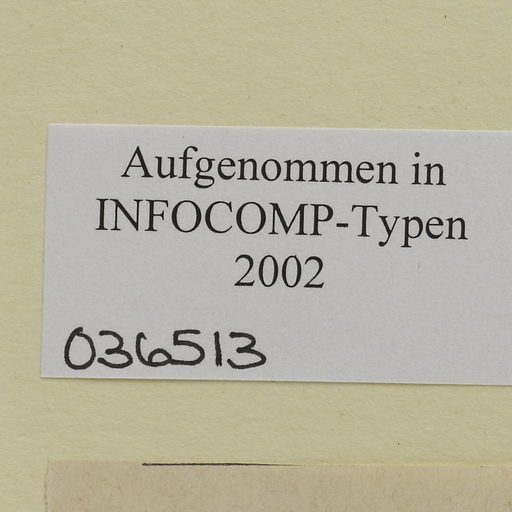 Aufgenommen in
INFOCOMP-Typen
2002
036513